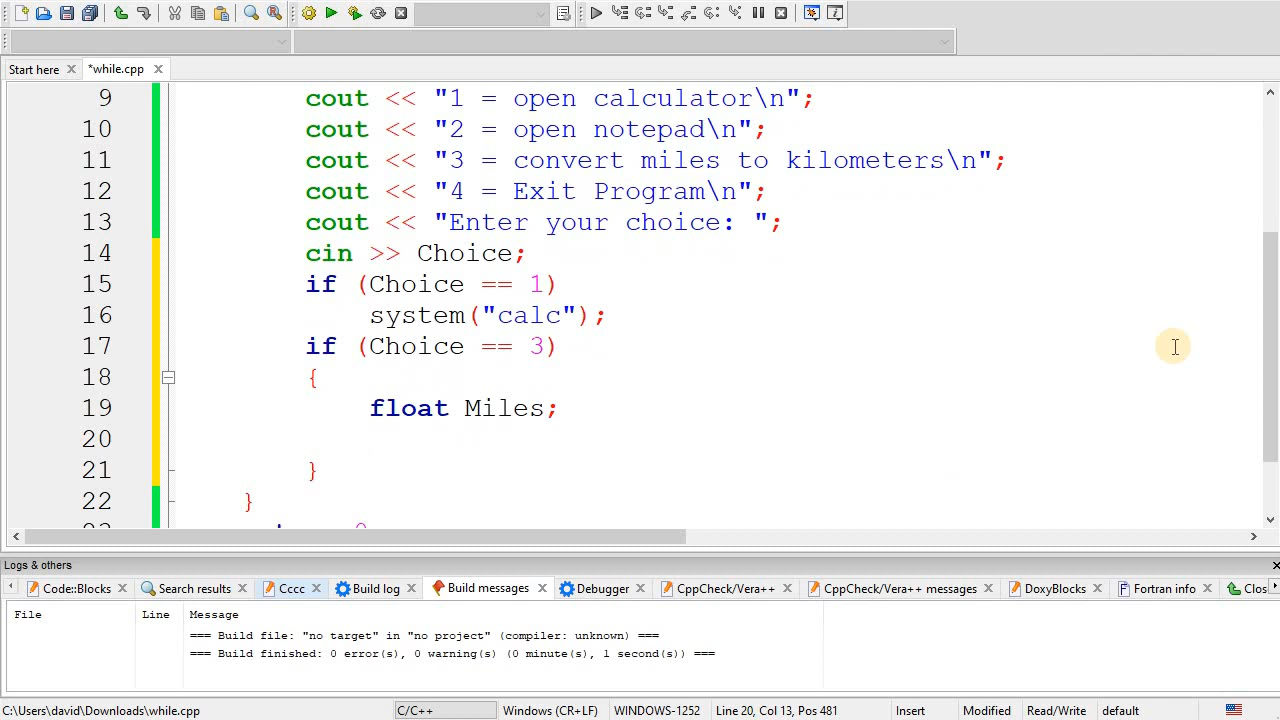 Start here
*while.cpp
9 cout << "1 = open calculator\n";
10 cout << "2 = open notepad\n";
11 cout << "3 = convert miles to kilometers\n";
12 cout << "4 = Exit Program\n";
13 cout << "Enter your choice: ";
14 cin >> Choice;
15 if (Choice == 1)
16 system("calc");
17 if (Choice == 3)
18 {
19 float Miles;
20
21 }
22 }
Logs & others
Code::Blocks Search results Cccc Build log Build messages Debugger CppCheck/Vera++ CppCheck/Vera++ messages DoxyBlocks Fortran info Clos
File Line Message
=== Build file: "no target" in "no project" (compiler: unknown) ===
=== Build finished: 0 error(s), 0 warning(s) (0 minute(s), 1 second(s)) ===
C:\Users\david\Downloads\while.cpp C/C++ Windows (CR+LF) WINDOWS-1252 Line 20, Col 13, Pos 481 Insert Modified Read/Write default